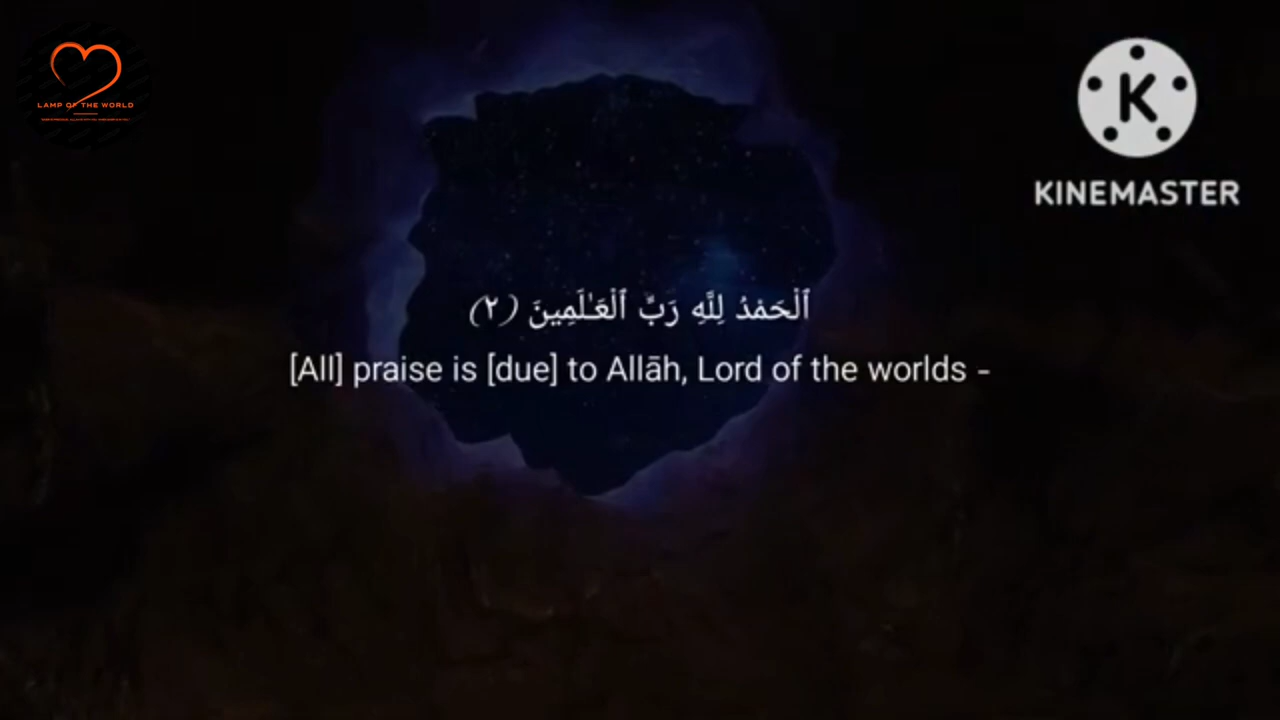 LAMP OF THE WORLD
K
KINEMASTER
ٱلْحَمْدُ لِلَّهِ رَبِّ ٱلْعَـٰلَمِينَ (٢)
[All] praise is [due] to Allāh, Lord of the worlds -